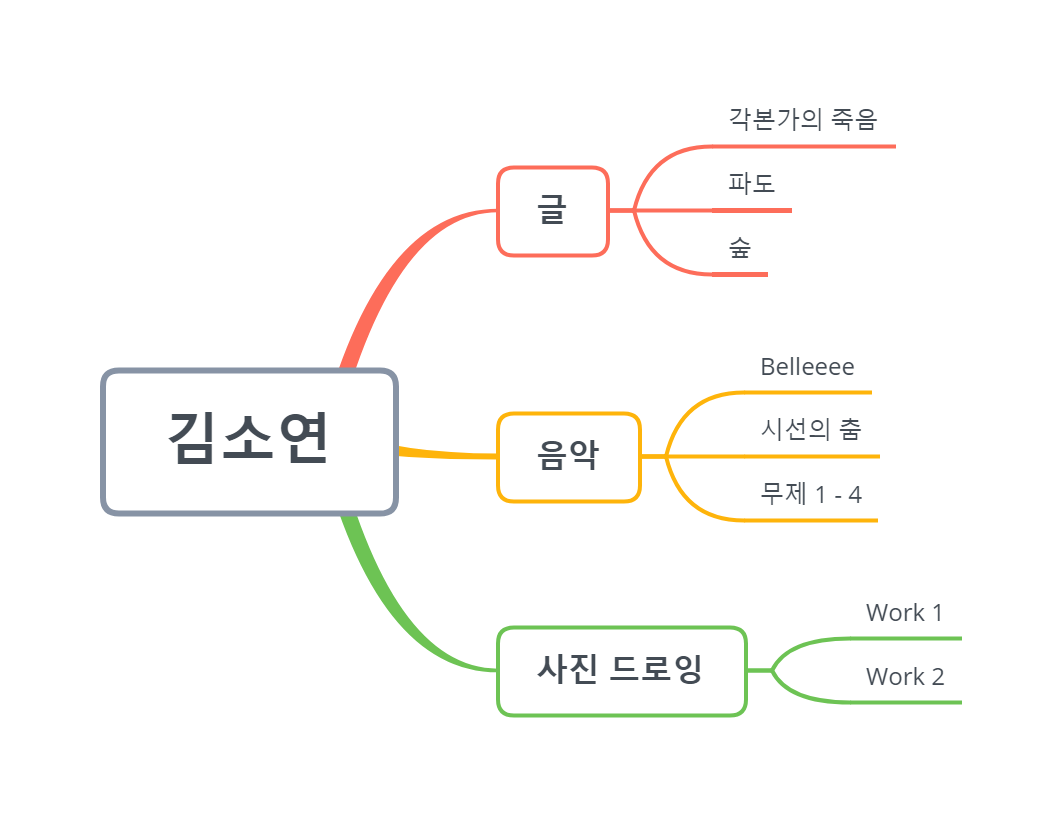 김소연
글
각본가의 죽음
파도
숲
음악
Belleeee
시선의 춤
무제 1 - 4
사진 드로잉
Work 1
Work 2